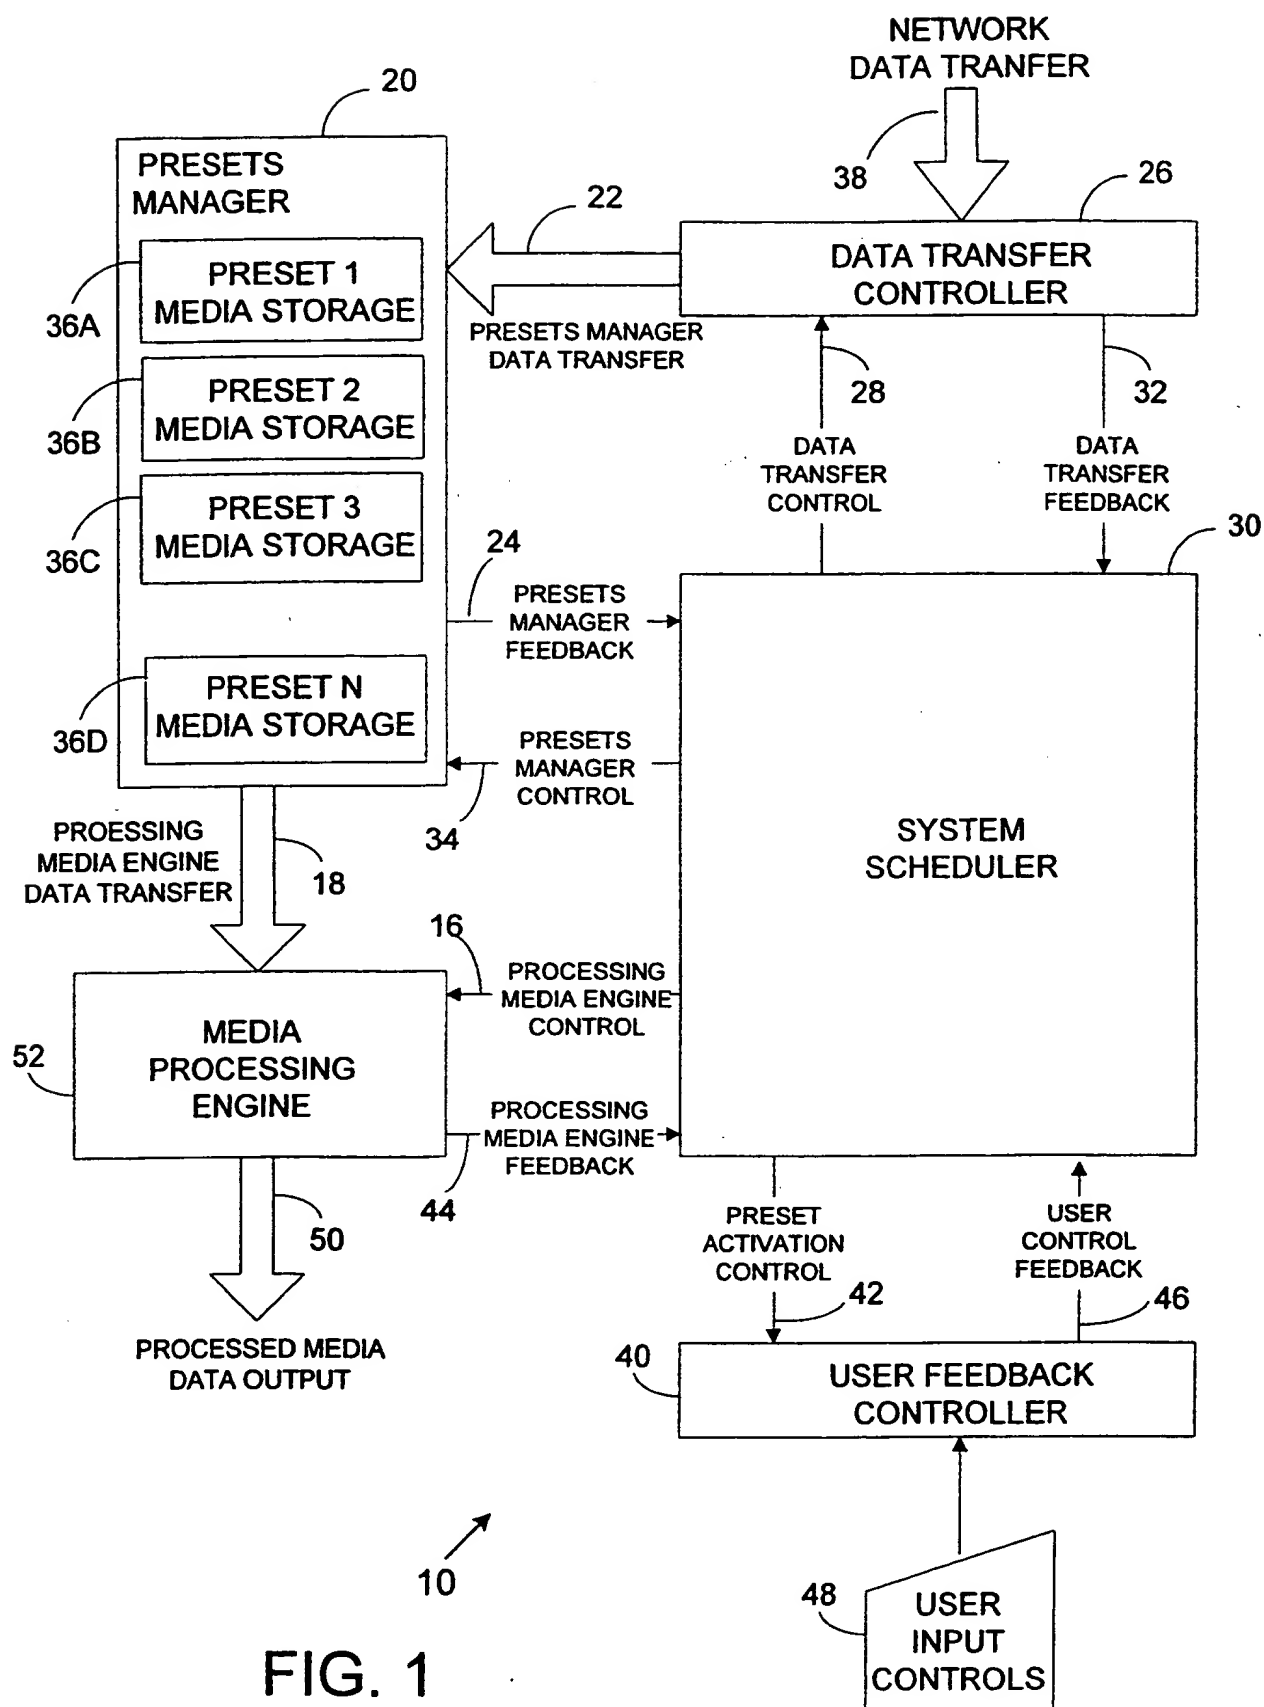 NETWORK
DATA TRANFER
20
38
26
PRESETS
MANAGER
22
DATA TRANSFER
CONTROLLER
PRESET 1
MEDIA STORAGE
36A
PRESETS MANAGER
DATA TRANSFER
PRESET 2
MEDIA STORAGE
36B
28
32
DATA
TRANSFER
CONTROL
DATA
TRANSFER
FEEDBACK
PRESET 3
MEDIA STORAGE
36C
24
30
PRESETS
MANAGER
FEEDBACK
PRESET N
MEDIA STORAGE
36D
PRESETS
MANAGER
CONTROL
34
SYSTEM
SCHEDULER
PROESSING
MEDIA ENGINE
DATA TRANSFER
18
16
PROCESSING
MEDIA ENGINE
CONTROL
MEDIA
PROCESSING
ENGINE
52
PROCESSING
MEDIA ENGINE
FEEDBACK
44
50
PRESET
ACTIVATION
CONTROL
USER
CONTROL
FEEDBACK
42
46
PROCESSED MEDIA
DATA OUTPUT
40
USER FEEDBACK
CONTROLLER
10
48
USER
INPUT
CONTROLS
FIG. 1